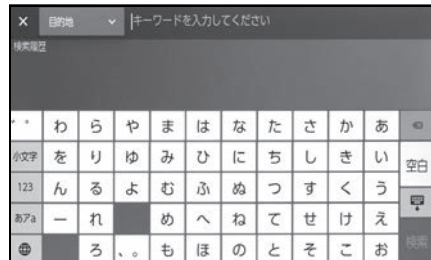 × 目的地 キーワードを入力してください
検索履歴
゛゜ わ ら や ま は な た さ か あ
小文字 を り ゆ み ひ に ち し き い 空白
123 ん る よ む ふ ぬ つ す く う
あアa ー れ め へ ね て せ け え
ろ 、。 も ほ の と そ こ お 検索